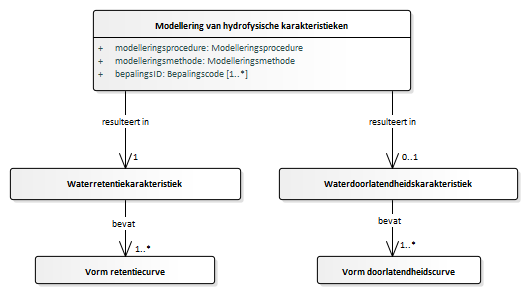 Modellering van hydrofysische karakteristieken
+ modelleringsprocedure: Modelleringsprocedure
+ modelleringsmethode: Modelleringsmethode
+ bepalingsID: Bepalingscode [1..*]
resulteert in
resulteert in
1
0..1
Waterretentiekarakteristiek
Waterdoorlatendheidskarakteristiek
bevat
bevat
1..*
1..*
Vorm retentiecurve
Vorm doorlatendheidscurve